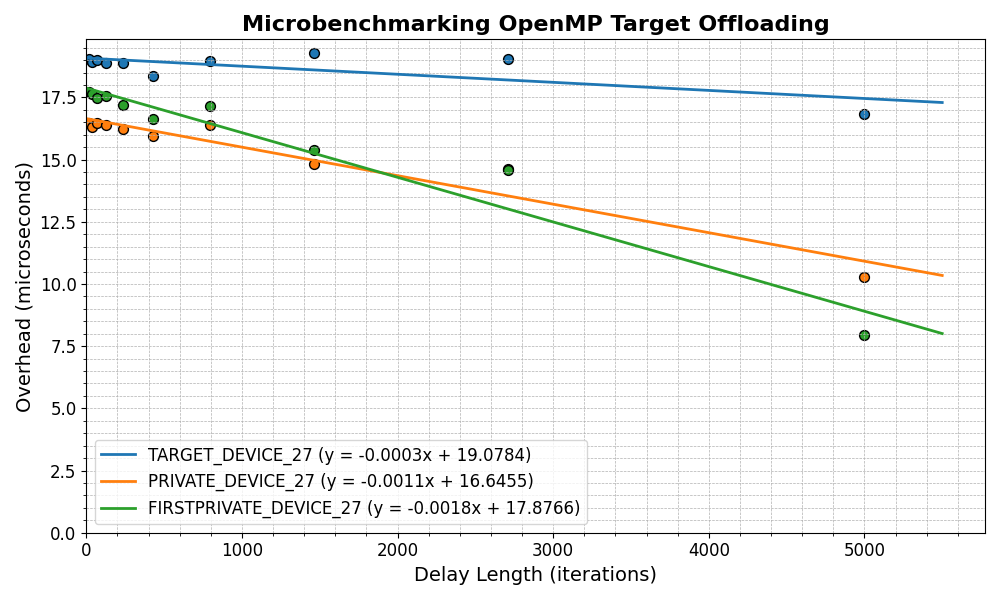 Microbenchmarking OpenMP Target Offloading
Overhead (microseconds)
17.5
15.0
12.5
10.0
7.5
5.0
2.5
0.0
TARGET_DEVICE_27 (y = -0.0003x + 19.0784)
PRIVATE_DEVICE_27 (y = -0.0011x + 16.6455)
FIRSTPRIVATE_DEVICE_27 (y = -0.0018x + 17.8766)
0 1000 2000 3000 4000 5000
Delay Length (iterations)